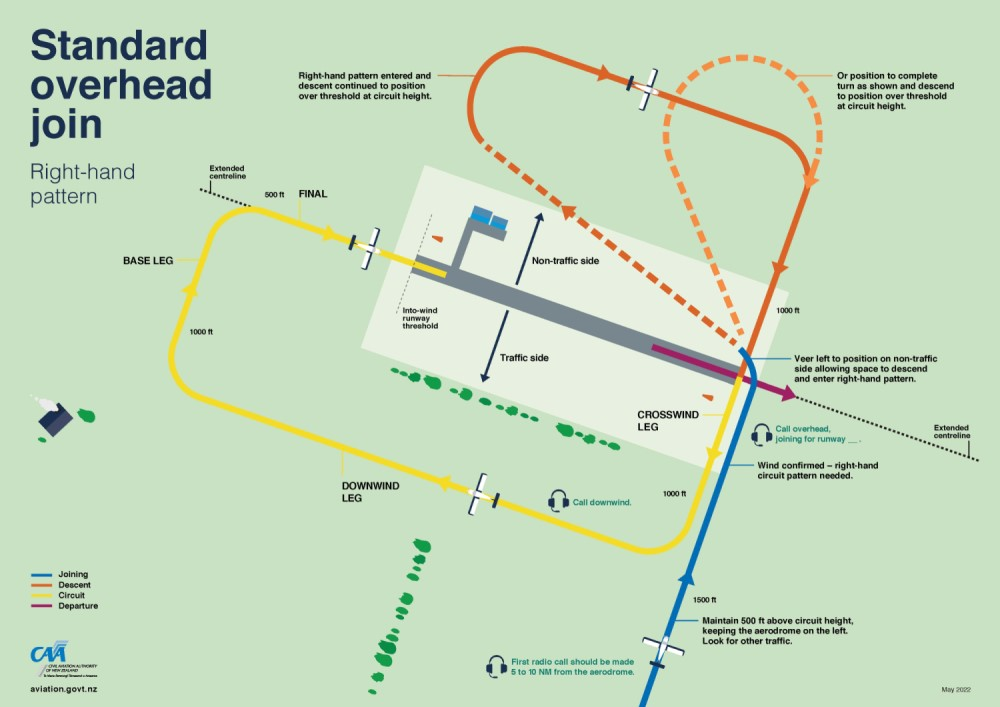 Standard
overhead
join
Right-hand
pattern
Right-hand pattern entered and
descent continued to position
over threshold at circuit height.
Or position to complete
turn as shown and descend
to position over threshold
at circuit height.
Extended
centreline
500 ft
FINAL
BASE LEG
Non-traffic side
1000 ft
Into-wind
runway
threshold
1000 ft
Traffic side
Veer left to position on non-traffic
side allowing space to descend
and enter right-hand pattern.
CROSSWIND
LEG
Call overhead,
joining for runway __ .
Extended
centreline
Wind confirmed – right-hand
circuit pattern needed.
DOWNWIND
LEG
1000 ft
Call downwind.
Joining
Descent
Circuit
Departure
1500 ft
Maintain 500 ft above circuit height,
keeping the aerodrome on the left.
Look for other traffic.
First radio call should be made
5 to 10 NM from the aerodrome.
CAA
CIVIL AVIATION AUTHORITY
OF NEW ZEALAND
aviation.govt.nz
May 2022